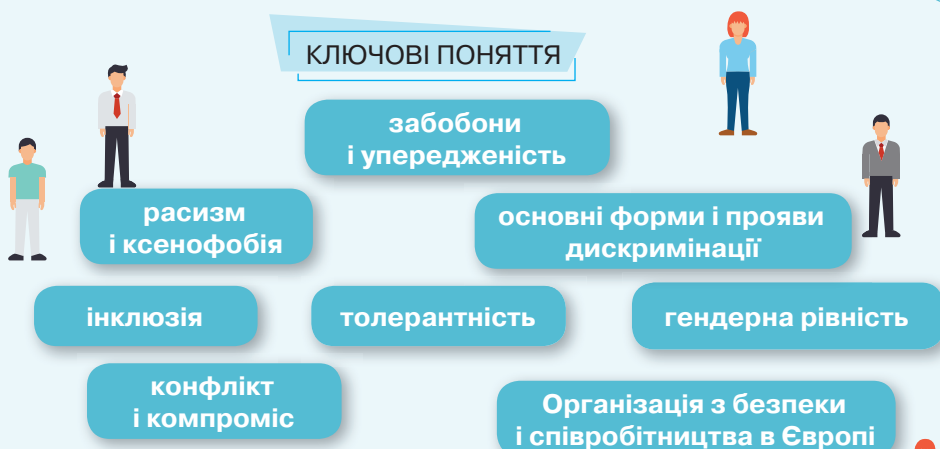 КЛЮЧОВІ ПОНЯТТЯ
забобони
і упередженість
расизм
і ксенофобія
основні форми і прояви
дискримінації
інклюзія
толерантність
гендерна рівність
конфлікт
і компроміс
Організація з безпеки
і співробітництва в Європі